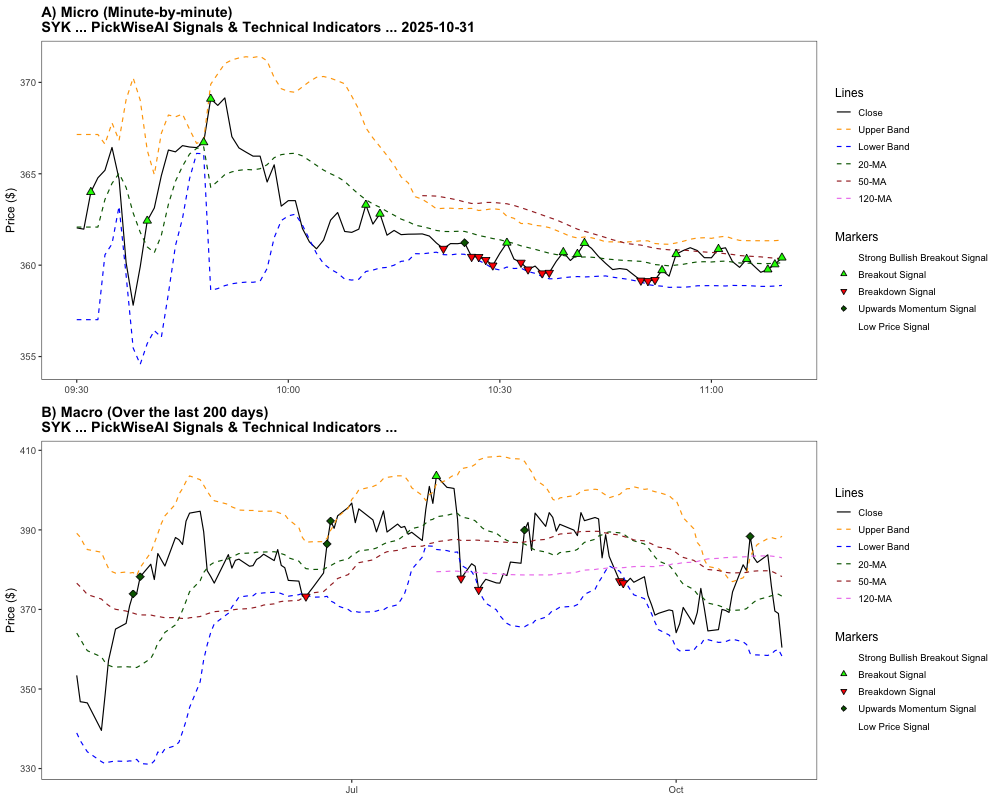 A) Micro (Minute-by-minute)
SYK ... PickWiseAI Signals & Technical Indicators ... 2025-10-31
Price ($)
370
365
360
355
09:30
10:00
10:30
11:00
Lines
Close
Upper Band
Lower Band
20-MA
50-MA
120-MA
Markers
Strong Bullish Breakout Signal
Breakout Signal
Breakdown Signal
Upwards Momentum Signal
Low Price Signal
B) Macro (Over the last 200 days)
SYK ... PickWiseAI Signals & Technical Indicators ...
Price ($)
410
390
370
350
330
Jul
Oct
Lines
Close
Upper Band
Lower Band
20-MA
50-MA
120-MA
Markers
Strong Bullish Breakout Signal
Breakout Signal
Breakdown Signal
Upwards Momentum Signal
Low Price Signal